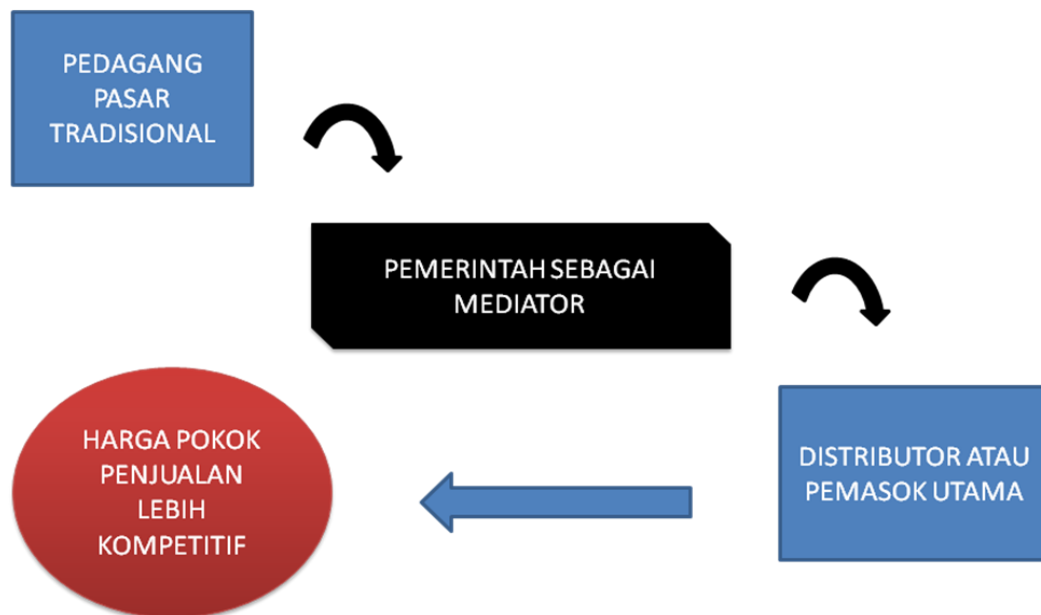 PEDAGANG
PASAR
TRADISIONAL
PEMERINTAH SEBAGAI
MEDIATOR
DISTRIBUTOR ATAU
PEMASOK UTAMA
HARGA POKOK
PENJUALAN
LEBIH
KOMPETITIF